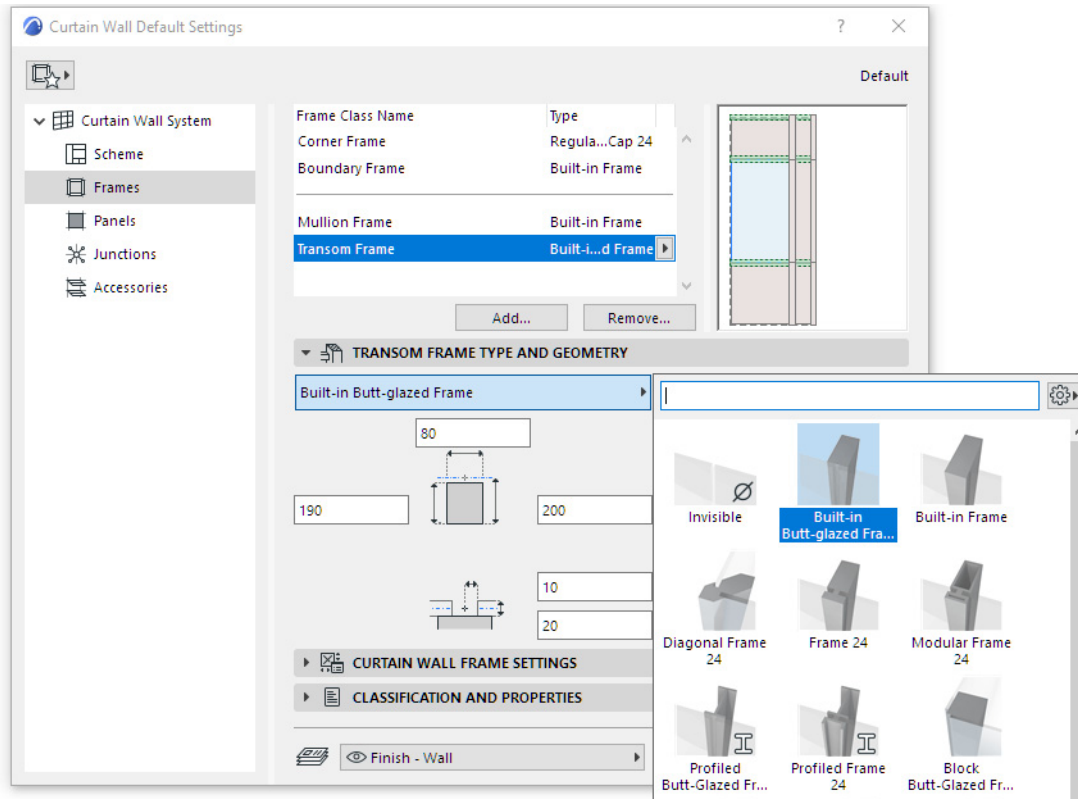 Curtain Wall Default Settings
?
Default
Curtain Wall System
Scheme
Frames
Panels
Junctions
Accessories
Frame Class Name Type
Corner Frame Regula...Cap 24
Boundary Frame Built-in Frame
Mullion Frame Built-in Frame
Transom Frame Built-i...d Frame
Add... Remove...
TRANSOM FRAME TYPE AND GEOMETRY
Built-in Butt-glazed Frame
80
190 200
10
20
CURTAIN WALL FRAME SETTINGS
CLASSIFICATION AND PROPERTIES
Finish - Wall
Invisible
Built-in
Butt-glazed Fra...
Built-in Frame
Diagonal Frame
24
Frame 24
Modular Frame
24
Profiled
Butt-Glazed Fr...
Profiled Frame
24
Block
Butt-Glazed Fr...